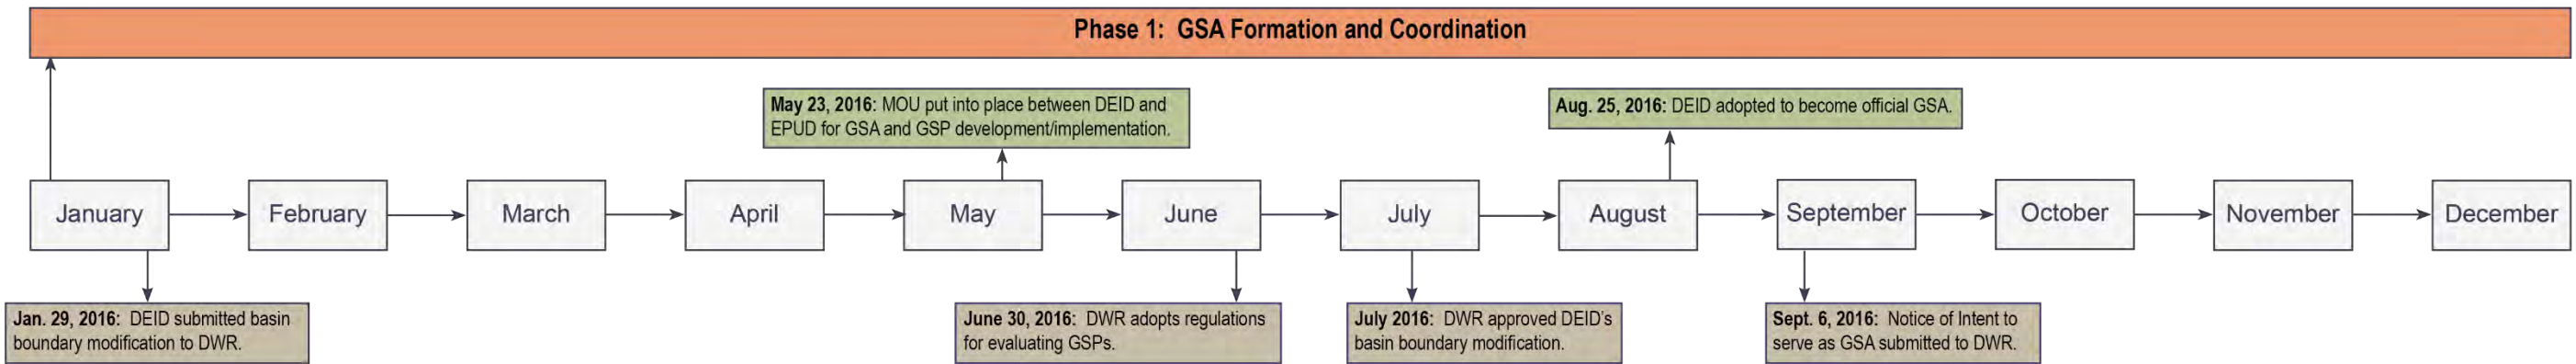 Phase 1:  GSA Formation and Coordination
May 23, 2016: MOU put into place between DEID and
EPUD for GSA and GSP development/implementation.
Aug. 25, 2016: DEID adopted to become official GSA.
January
February
March
April
May
June
July
August
September
October
November
December
Jan. 29, 2016:  DEID submitted basin
boundary modification to DWR.
June 30, 2016:  DWR adopts regulations
for evaluating GSPs.
July 2016:  DWR approved DEID's
basin boundary modification.
Sept. 6, 2016:  Notice of Intent to
serve as GSA submitted to DWR.